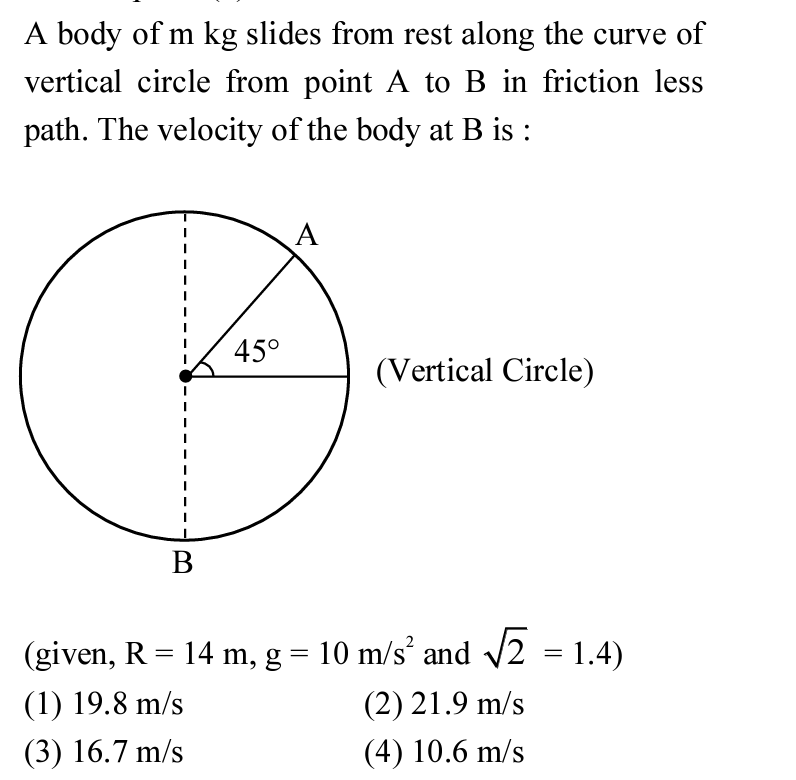 A body of m kg slides from rest along the curve of
vertical circle from point A to B in friction less
path. The velocity of the body at B is :
A
45°
(Vertical Circle)
B
(given, R = 14 m, g = 10 m/s² and √2 = 1.4)
(1) 19.8 m/s (2) 21.9 m/s
(3) 16.7 m/s (4) 10.6 m/s